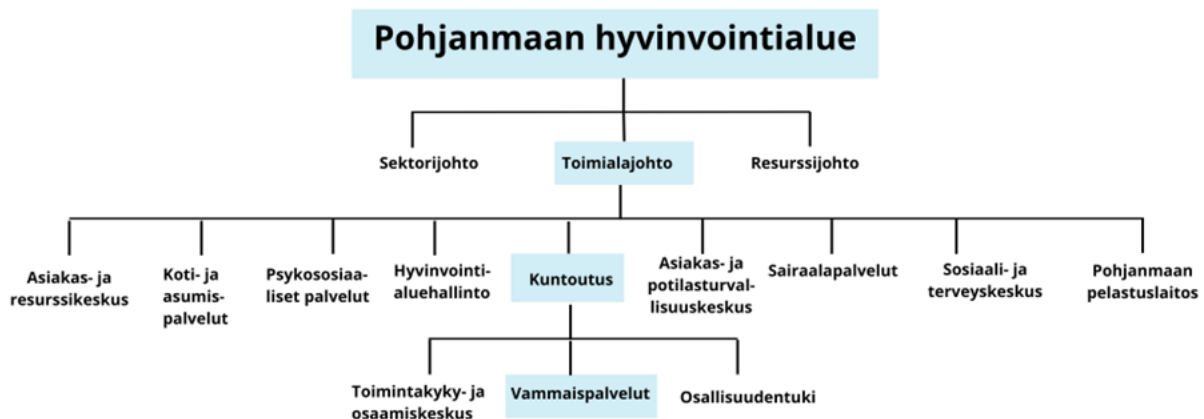 Pohjanmaan hyvinvointialue
Sektorijohto
Toimialajohto
Resurssijohto
Asiakas- ja
resurssikeskus
Koti- ja
asumis-
palvelut
Psykososiaa-
liset palvelut
Hyvinvointi-
aluehallinto
Kuntoutus
Asiakas- ja
potilasturval-
lisuuskeskus
Sairaalapalvelut
Sosiaali- ja
terveyskeskus
Pohjanmaan
pelastuslaitos
Toimintakyky- ja
osaamiskeskus
Vammaispalvelut
Osallisuudentuki